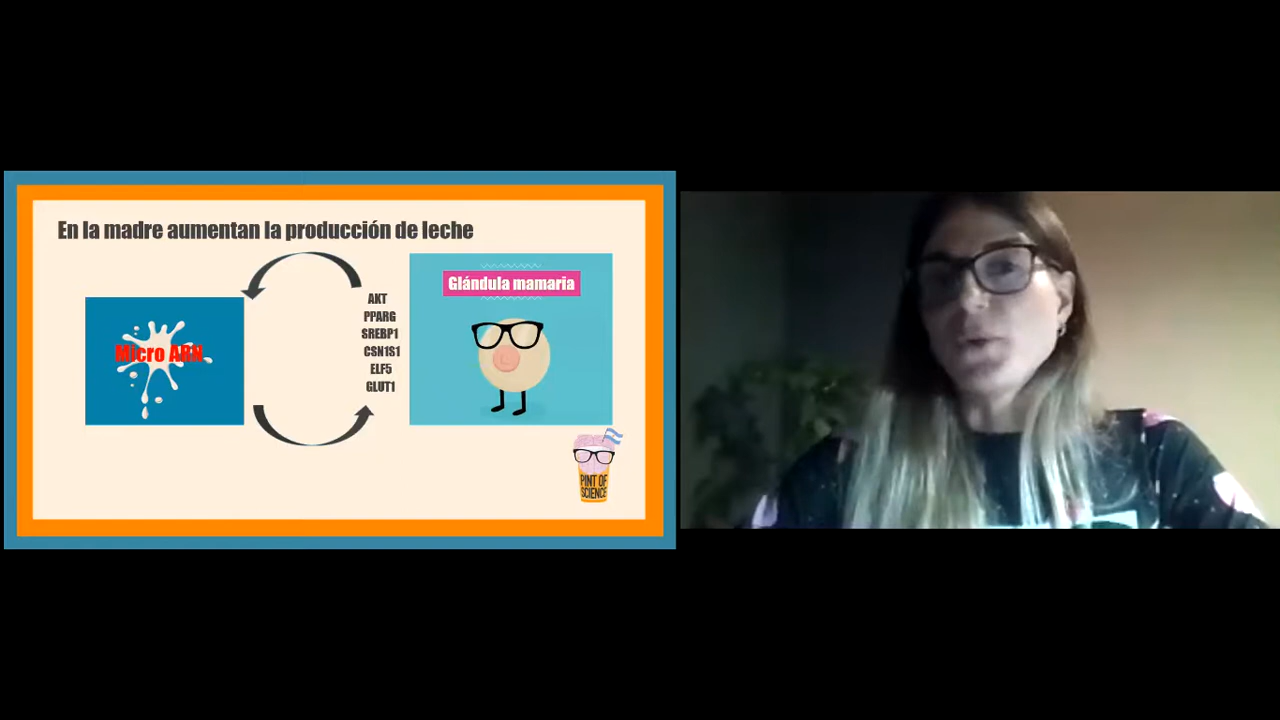 En la madre aumentan la producción de leche
Glándula mamaria
AKT
PPARG
SREBP1
CSN1S1
ELF5
GLUT1
Micro ARN
PINT OF
SCIENCE